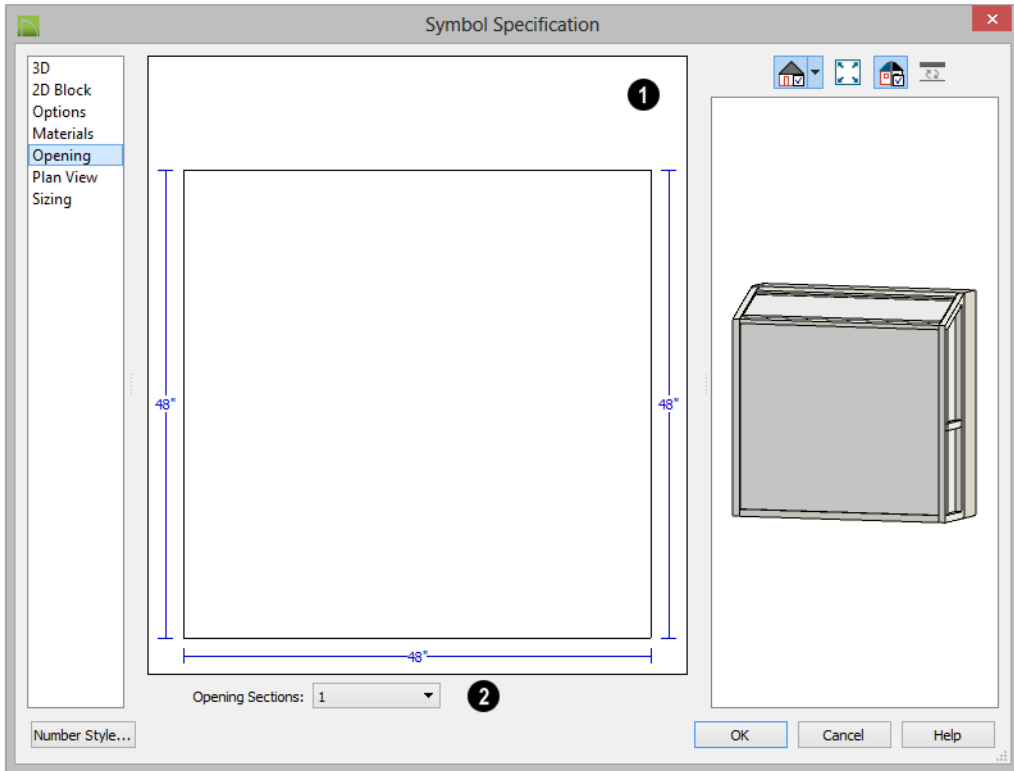 Symbol Specification
3D
2D Block
Options
Materials
Opening
Plan View
Sizing
1
48"
48"
48"
Opening Sections: 1
2
Number Style...
OK
Cancel
Help